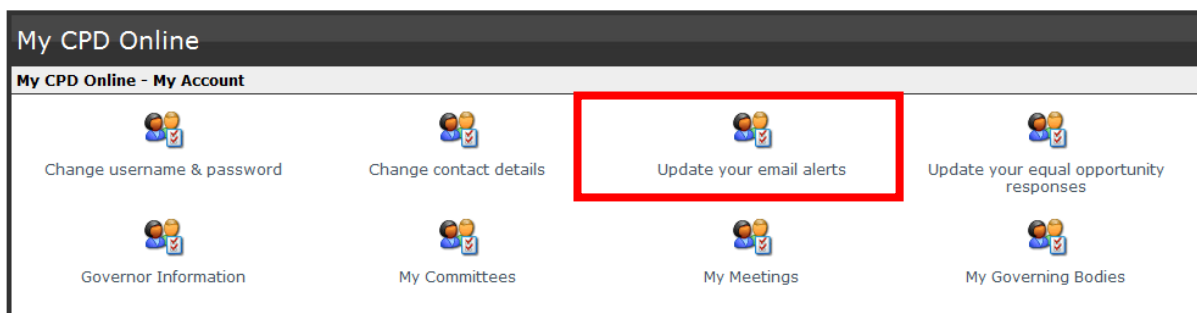 My CPD Online
My CPD Online - My Account
Change username & password
Change contact details
Update your email alerts
Update your equal opportunity
responses
Governor Information
My Committees
My Meetings
My Governing Bodies